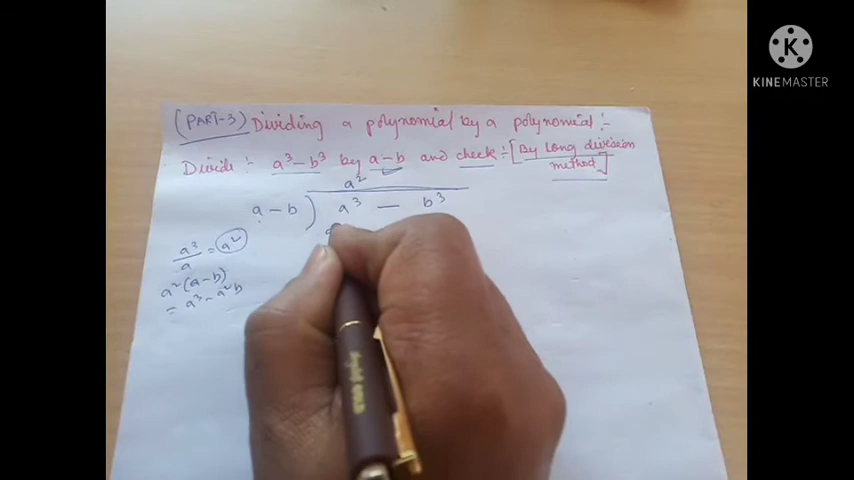 (PART-3) Dividing a polynomial by a polynomial :-
Divide :- a³ - b³ by a - b and check :- [By Long division method]
a²
a - b ) a³ - b³
a³/a = a²
a² (a - b)
= a³ - a²b
K
KINEMASTER